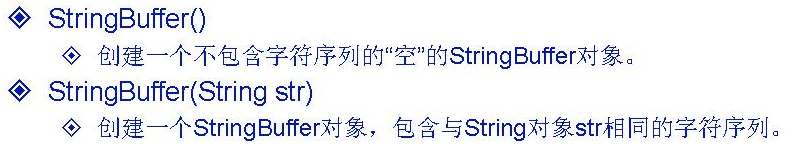 StringBuffer()
创建一个不包含字符序列的“空”的StringBuffer对象。
StringBuffer(String str)
创建一个StringBuffer对象，包含与String对象str相同的字符序列。